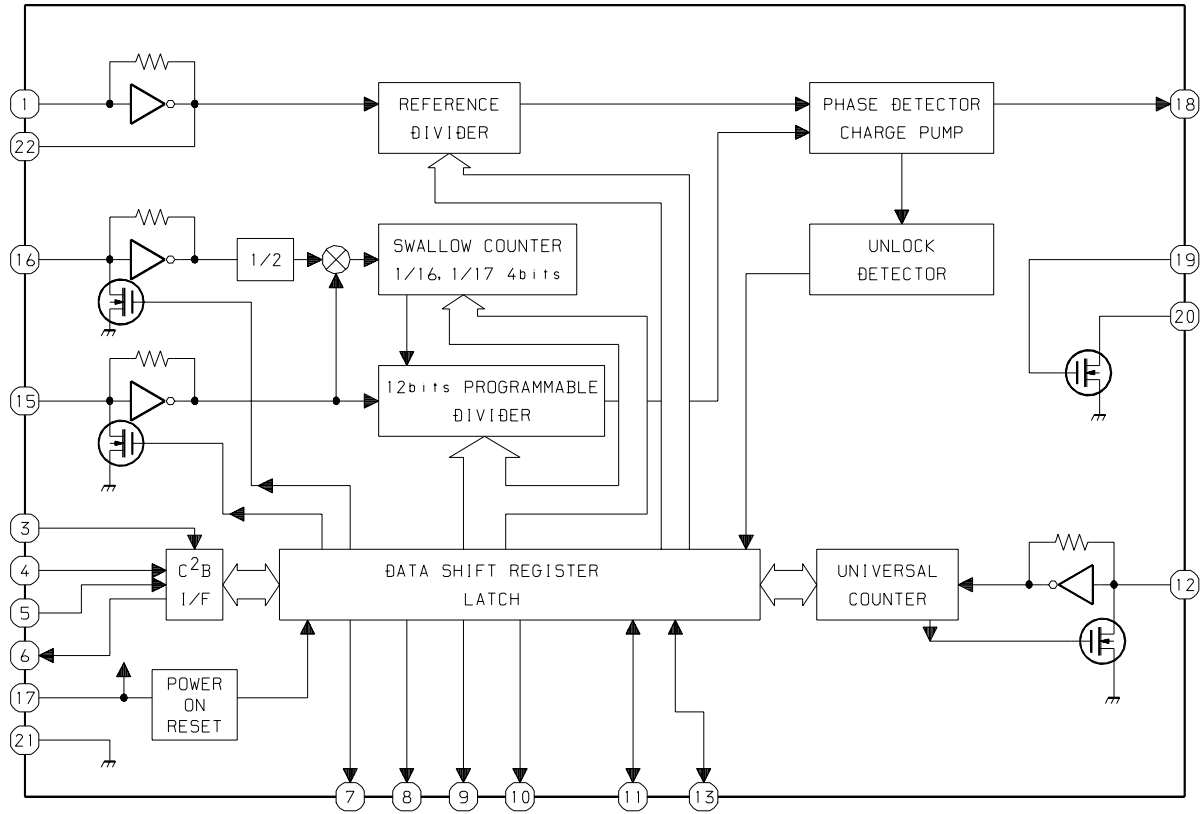 1
REFERENCE
DIVIDER
PHASE DETECTOR
CHARGE PUMP
18
22
16
1/2
SWALLOW COUNTER
1/16, 1/17 4bits
UNLOCK
DETECTOR
19
20
15
12bits PROGRAMMABLE
DIVIDER
3
4
5
6
C²B
I/F
DATA SHIFT REGISTER
LATCH
UNIVERSAL
COUNTER
12
17
POWER
ON
RESET
21
7
8
9
10
11
13